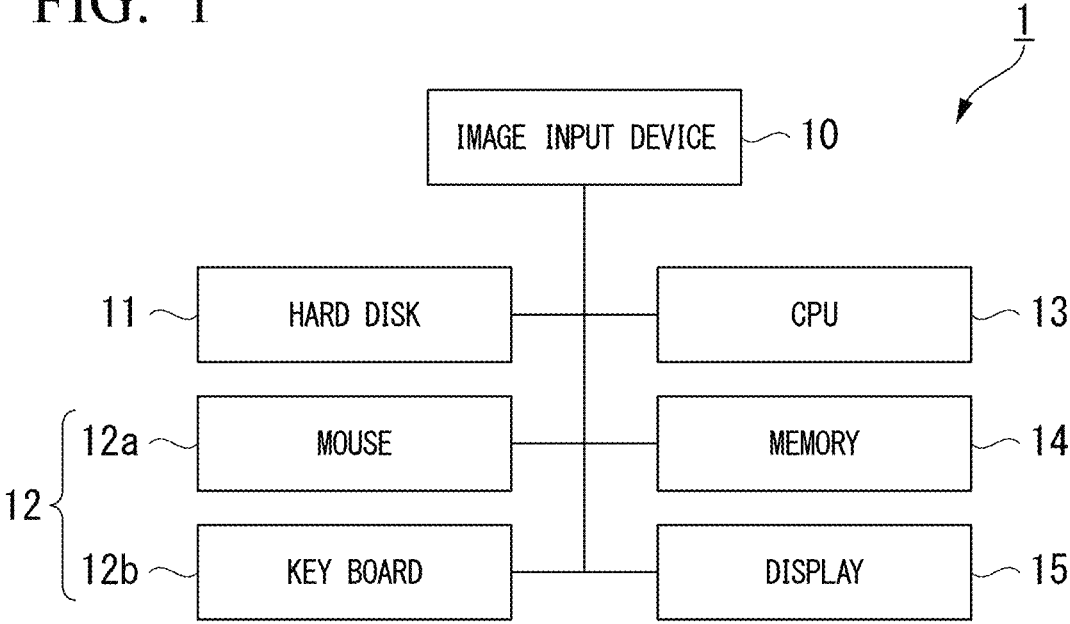 FIG. 1
1
IMAGE INPUT DEVICE 10
11 HARD DISK CPU 13
12a MOUSE MEMORY 14
12
12b KEY BOARD DISPLAY 15